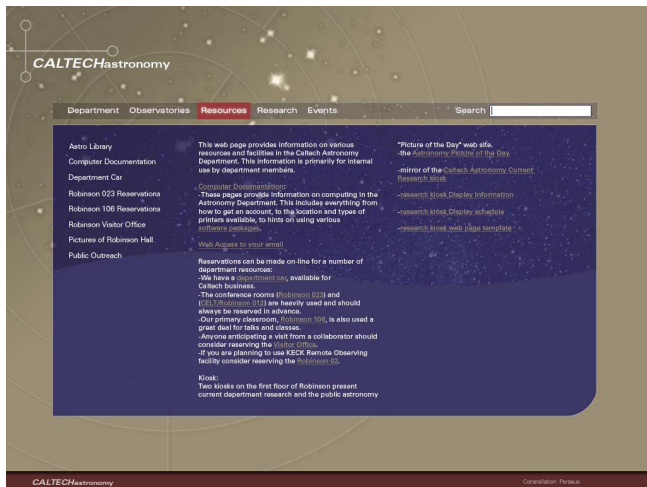 CALTECHastronomy
Department Observatories Resources Research Events Search
Astro Library
Computer Documentation
Department Car
Robinson 023 Reservations
Robinson 106 Reservations
Robinson Visitor Office
Pictures of Robinson Hall
Public Outreach
This web page provides information on various
resources and facilities in the Caltech Astronomy
Department. This information is primarily for internal
use by department members.
Computer Documentation:
-These pages provide information on computing in the
Astronomy Department. This includes everything from
how to get an account, to the location and types of
printers available, to hints on using various
software packages.
Web Access to your email
Reservations can be made on-line for a number of
department resources:
-We have a department car, available for
Caltech business.
-The conference rooms (Robinson 023) and
(CELT/Robinson 012) are heavily used and should
always be reserved in advance.
-Our primary classroom, Robinson 106, is also used a
great deal for talks and classes.
-Anyone anticipating a visit from a collaborator should
consider reserving the Visitor Office.
-If you are planning to use KECK Remote Observing
facility consider reserving the Robinson 02.
Kiosk:
Two kiosks on the first floor of Robinson present
current department research and the public astronomy
"Picture of the Day" web site.
-the Astronomy Picture of the Day
-mirror of the Caltech Astronomy Current
Research kiosk
-research kiosk Display Information
-research kiosk Display schedule
-research kiosk web page template
CALTECHastronomy
Constellation: Perseus